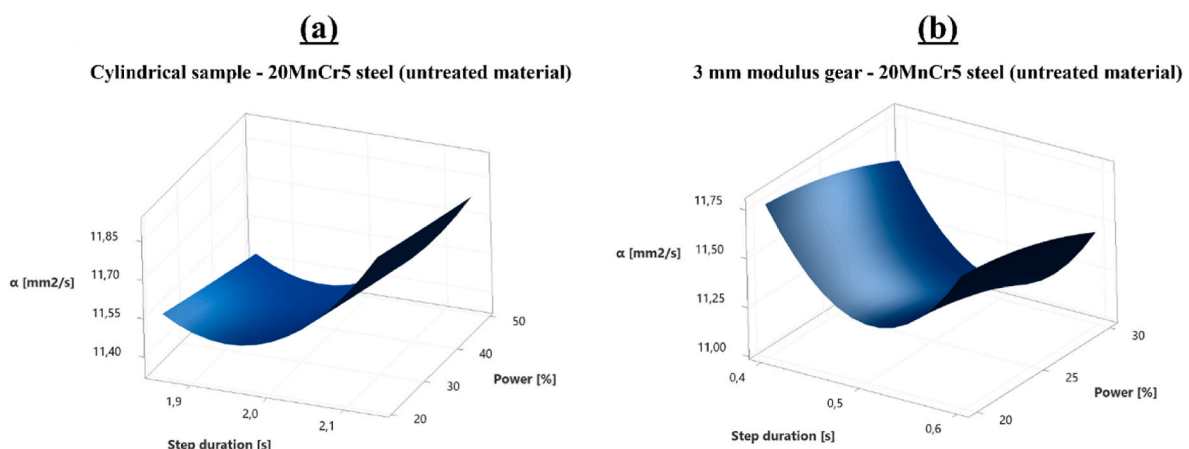 (a)
Cylindrical sample - 20MnCr5 steel (untreated material)
11,85
11,70
11,55
11,40
α [mm2/s]
1,9
2,0
2,1
Step duration [s]
20
30
40
50
Power [%]
(b)
3 mm modulus gear - 20MnCr5 steel (untreated material)
11,75
11,50
11,25
11,00
α [mm2/s]
0,4
0,5
0,6
Step duration [s]
20
25
30
Power [%]